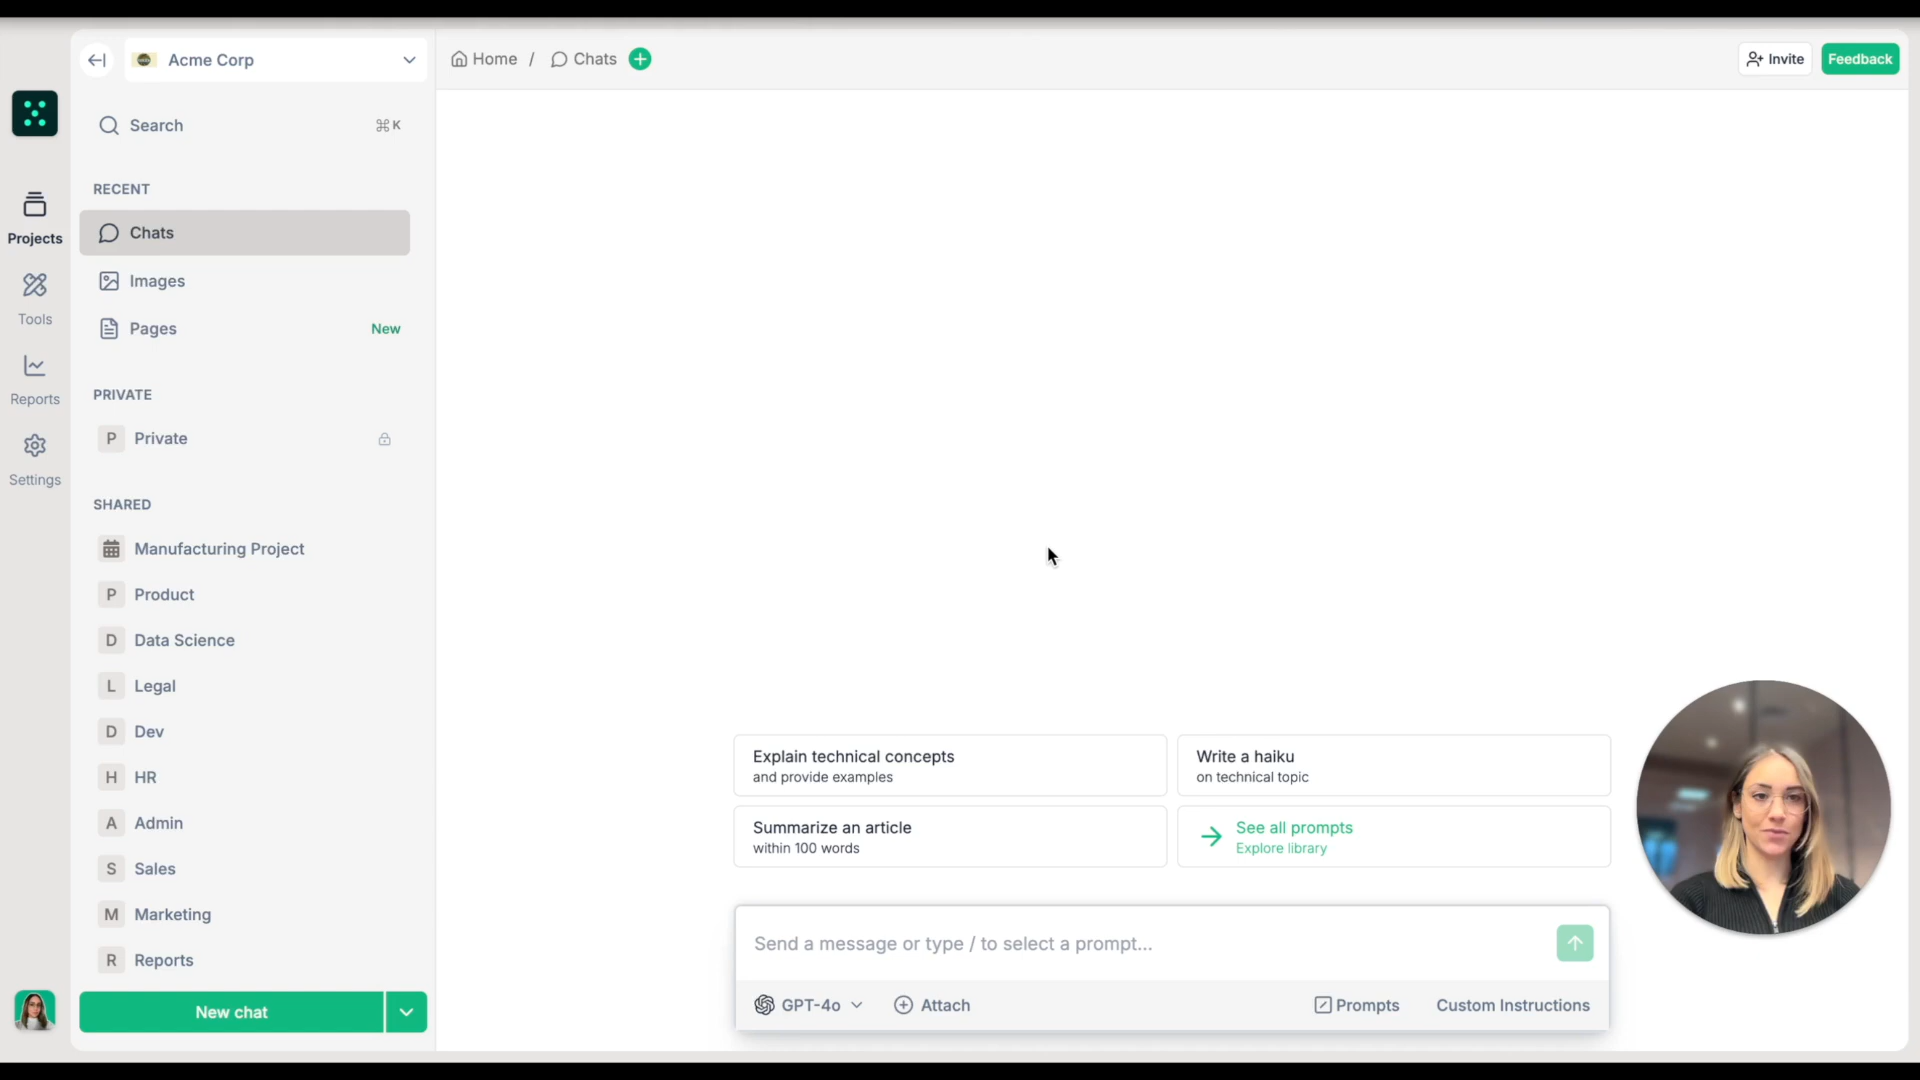 Acme Corp
Home / Chats
Invite
Feedback
Search ⌘K
RECENT
Chats
Projects
Images
Tools
Pages New
Reports
PRIVATE
P Private
Settings
SHARED
Manufacturing Project
P Product
D Data Science
L Legal
D Dev
H HR
A Admin
S Sales
M Marketing
R Reports
New chat
Explain technical concepts
and provide examples
Write a haiku
on technical topic
Summarize an article
within 100 words
See all prompts
Explore library
Send a message or type / to select a prompt...
GPT-4o
Attach
Prompts
Custom Instructions